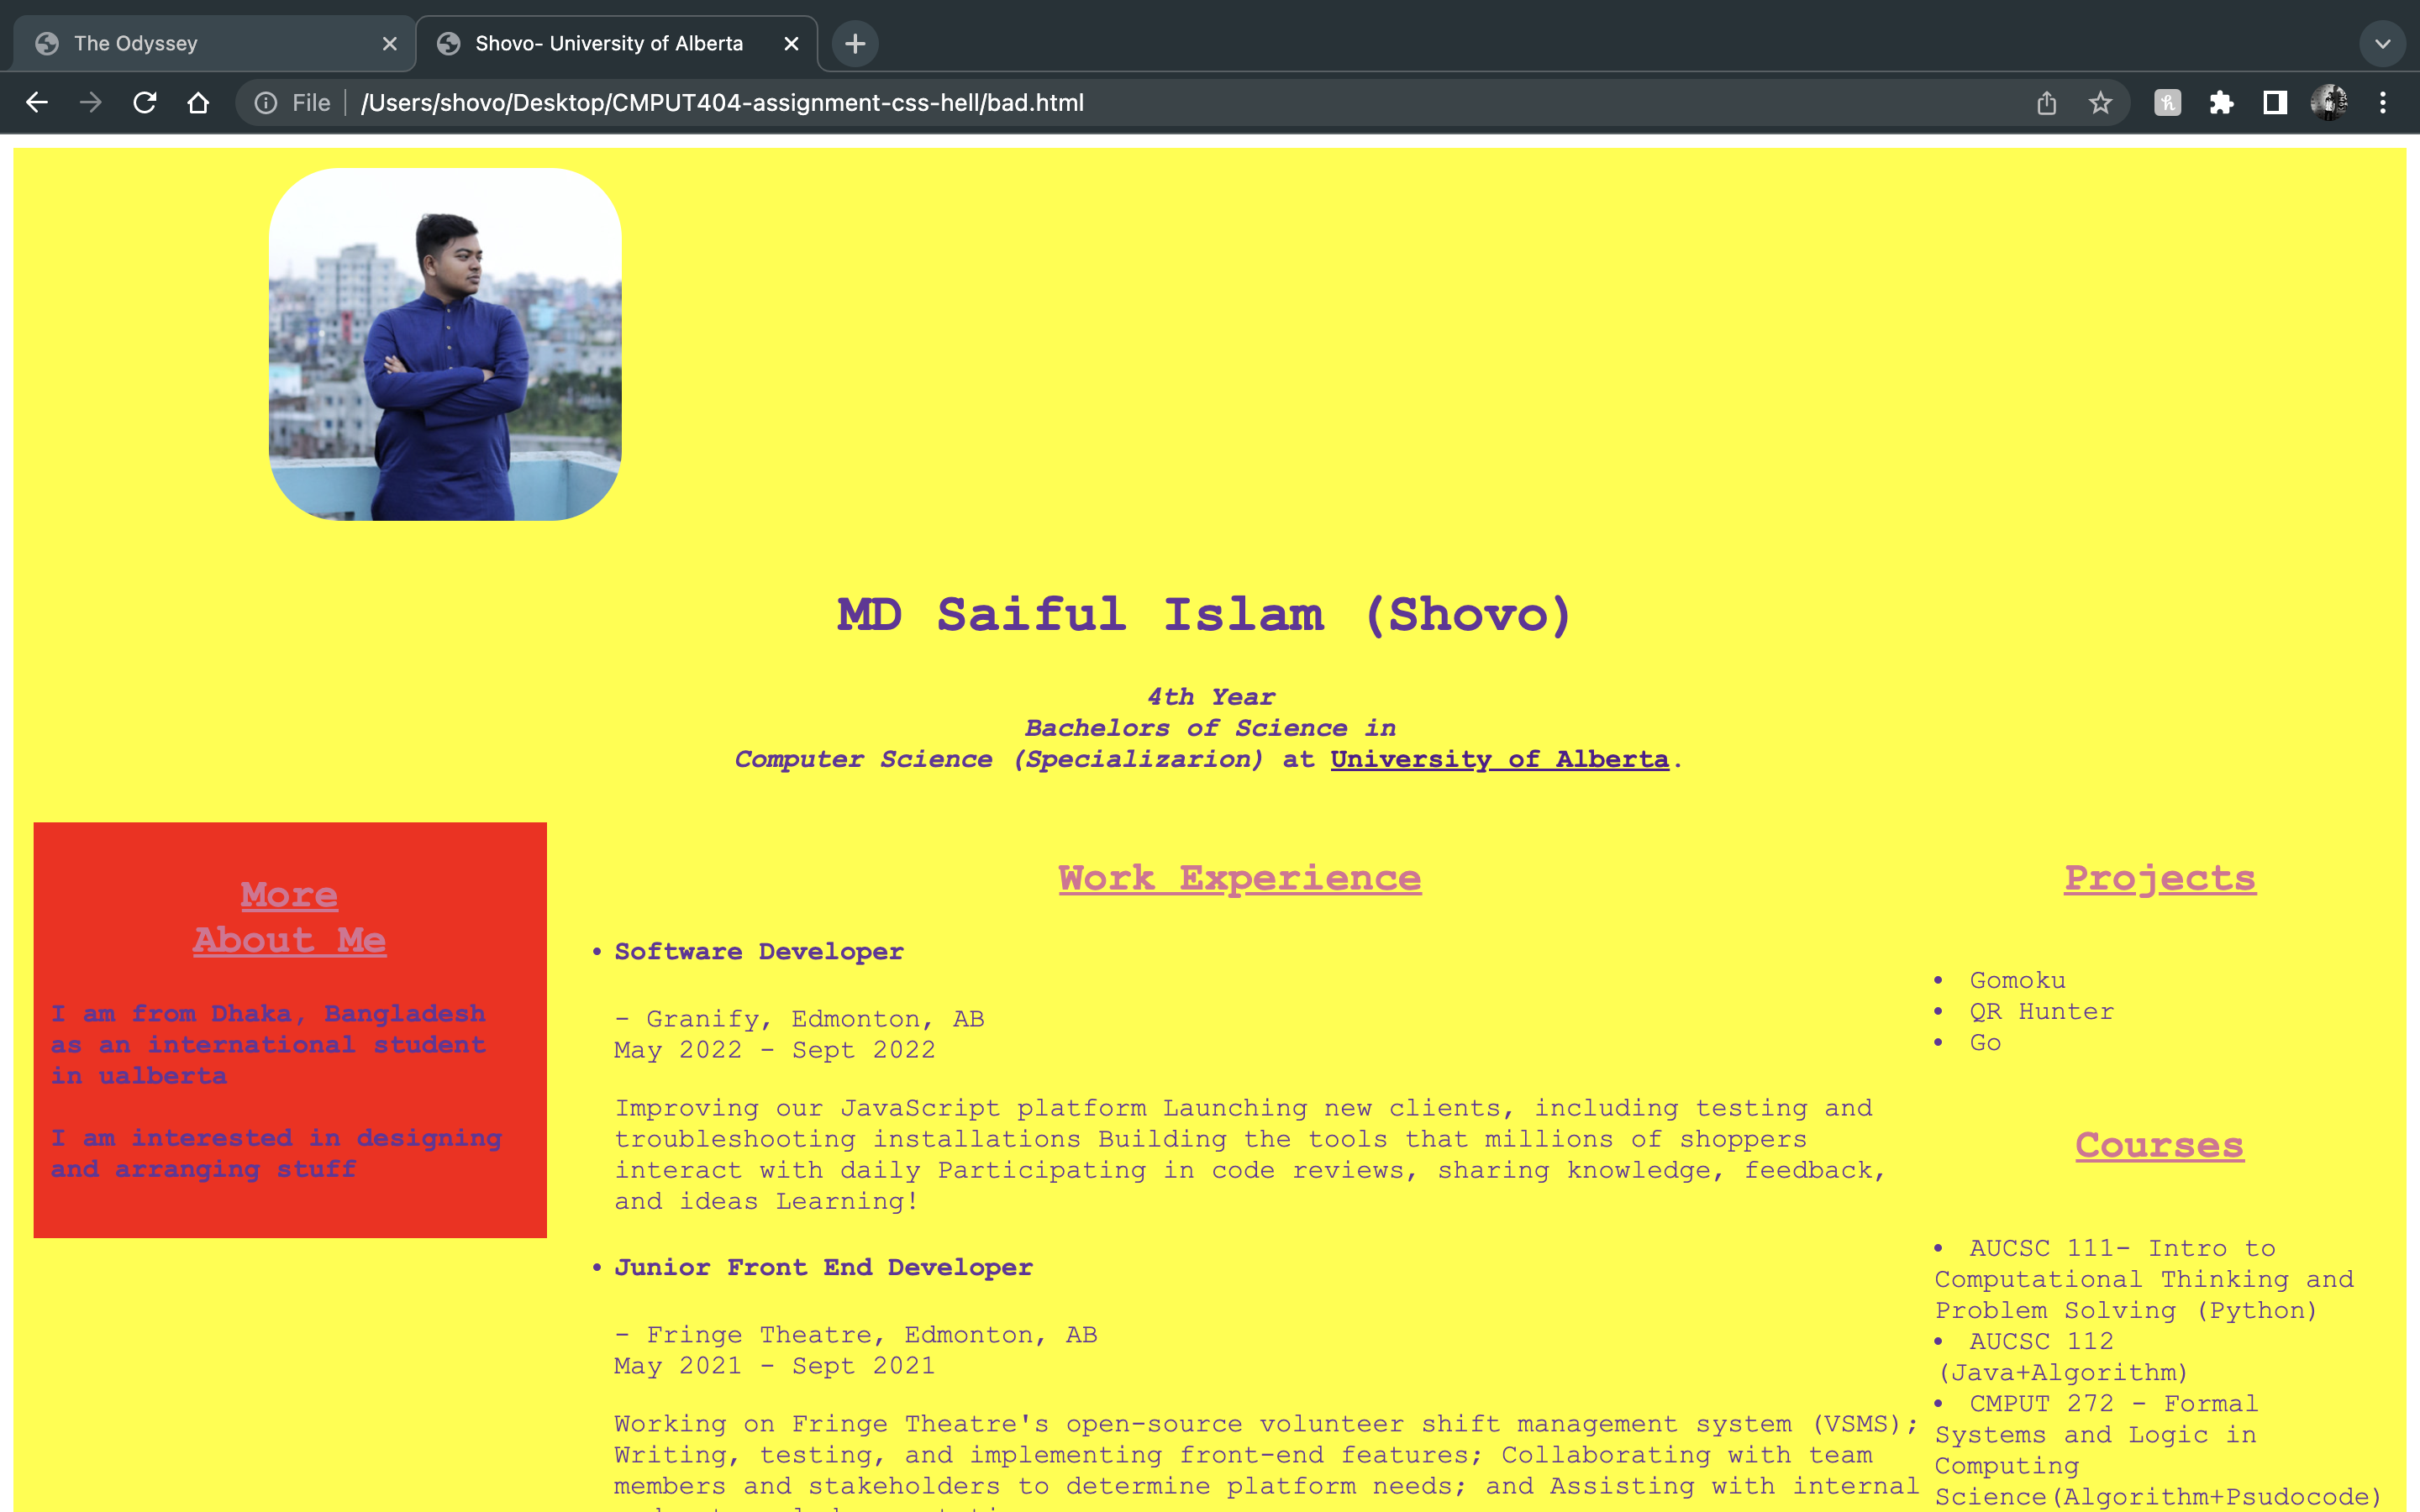 The Odyssey
Shovo- University of Alberta
File
/Users/shovo/Desktop/CMPUT404-assignment-css-hell/bad.html
MD Saiful Islam (Shovo)
4th Year
Bachelors of Science in
Computer Science (Specializarion) at University of Alberta.
More
About Me
I am from Dhaka, Bangladesh
as an international student
in ualberta
I am interested in designing
and arranging stuff
Work Experience
• Software Developer
- Granify, Edmonton, AB
May 2022 - Sept 2022
Improving our JavaScript platform Launching new clients, including testing and
troubleshooting installations Building the tools that millions of shoppers
interact with daily Participating in code reviews, sharing knowledge, feedback,
and ideas Learning!
• Junior Front End Developer
- Fringe Theatre, Edmonton, AB
May 2021 - Sept 2021
Working on Fringe Theatre's open-source volunteer shift management system (VSMS);
Writing, testing, and implementing front-end features; Collaborating with team
members and stakeholders to determine platform needs; and Assisting with internal
Projects
• Gomoku
• QR Hunter
• Go
Courses
• AUCSC 111- Intro to
Computational Thinking and
Problem Solving (Python)
• AUCSC 112
(Java+Algorithm)
• CMPUT 272 - Formal
Systems and Logic in
Computing
Science(Algorithm+Psudocode)